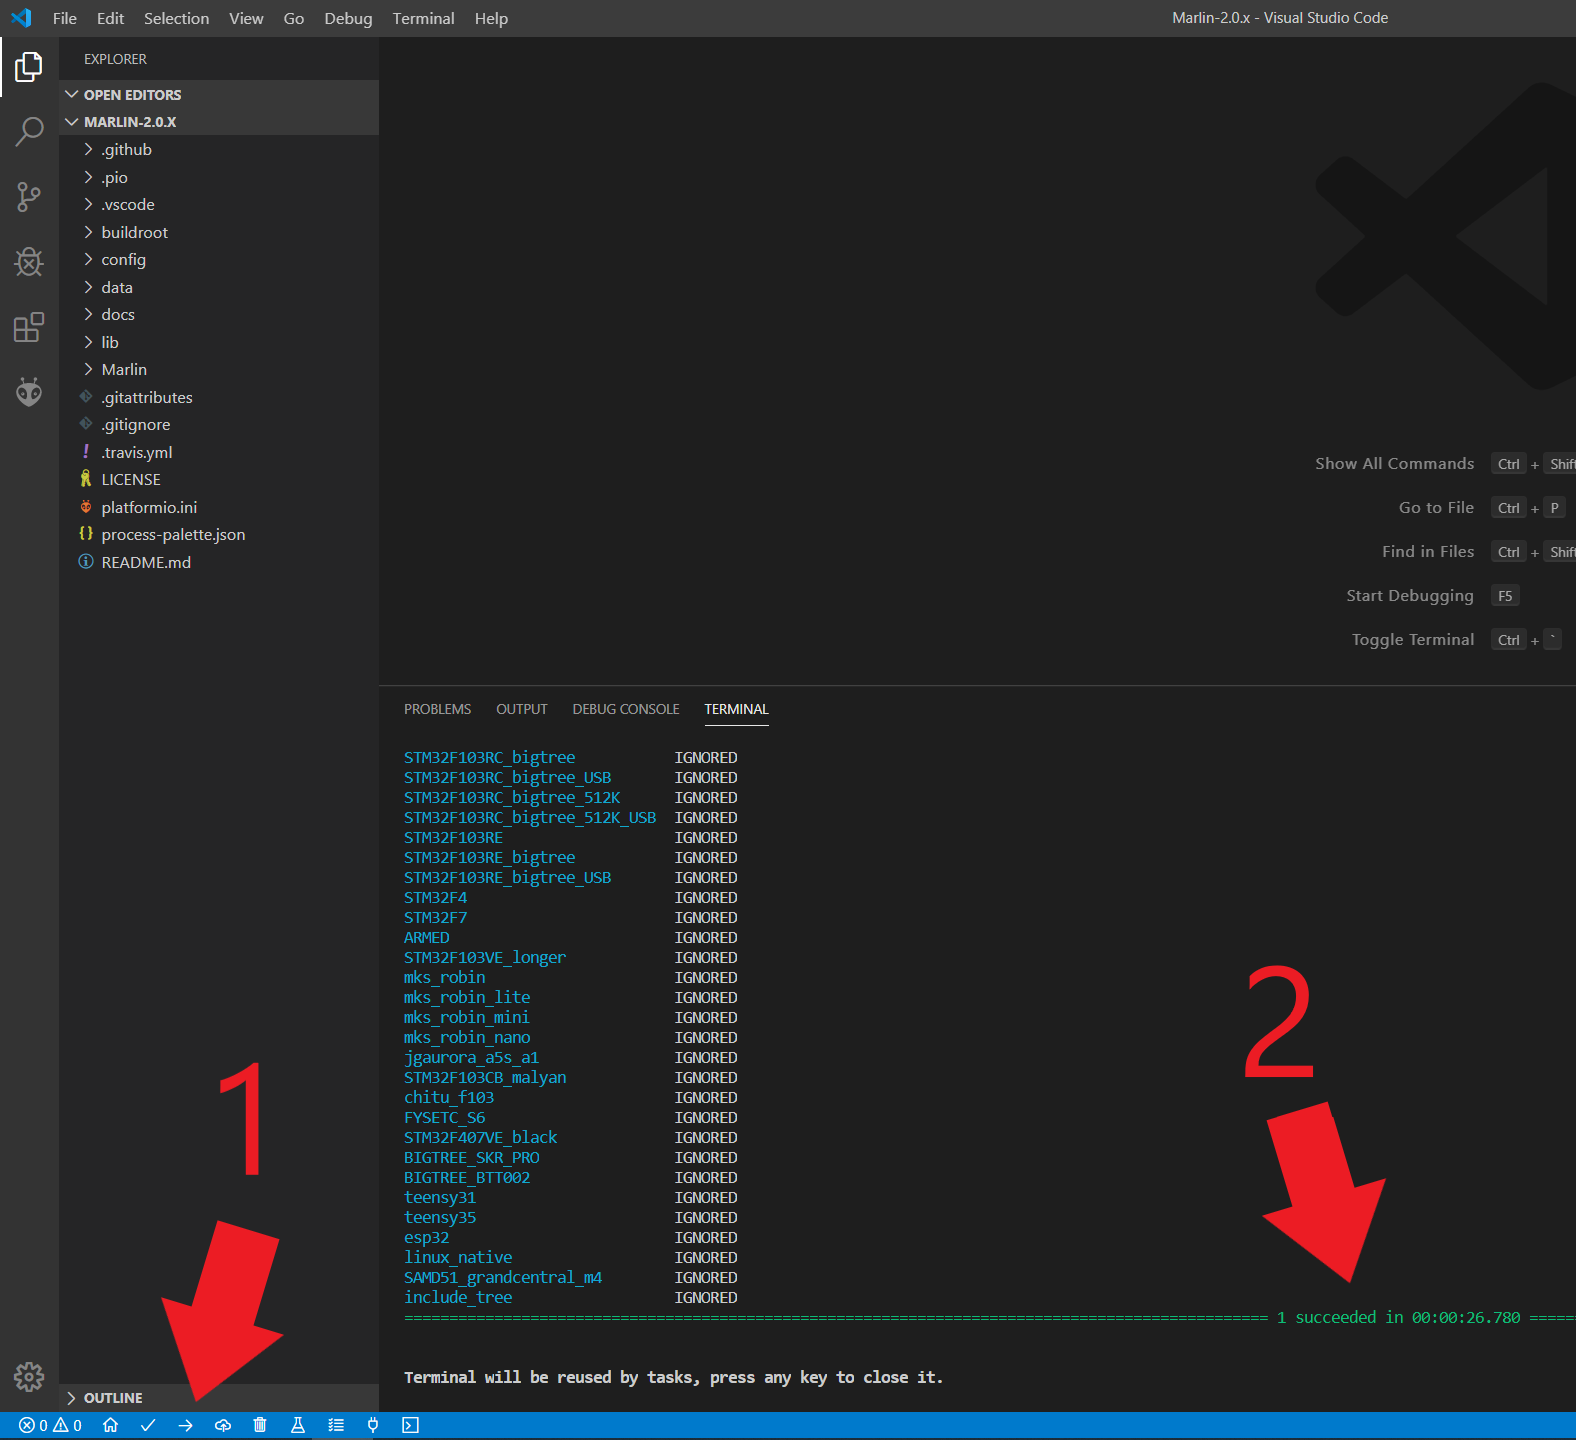 File Edit Selection View Go Debug Terminal Help
Marlin-2.0.x - Visual Studio Code
EXPLORER
OPEN EDITORS
MARLIN-2.0.X
.github
.pio
.vscode
buildroot
config
data
docs
lib
Marlin
.gitattributes
.gitignore
.travis.yml
LICENSE
platformio.ini
process-palette.json
README.md
Show All Commands Ctrl + Shift
Go to File Ctrl + P
Find in Files Ctrl + Shift
Start Debugging F5
Toggle Terminal Ctrl + `
PROBLEMS OUTPUT DEBUG CONSOLE TERMINAL
STM32F103RC_bigtree IGNORED
STM32F103RC_bigtree_USB IGNORED
STM32F103RC_bigtree_512K IGNORED
STM32F103RC_bigtree_512K_USB IGNORED
STM32F103RE IGNORED
STM32F103RE_bigtree IGNORED
STM32F103RE_bigtree_USB IGNORED
STM32F4 IGNORED
STM32F7 IGNORED
ARMED IGNORED
STM32F103VE_longer IGNORED
mks_robin IGNORED
mks_robin_lite IGNORED
mks_robin_mini IGNORED
mks_robin_nano IGNORED
jgaurora_a5s_a1 IGNORED
STM32F103CB_malyan IGNORED
chitu_f103 IGNORED
FYSETC_S6 IGNORED
STM32F407VE_black IGNORED
BIGTREE_SKR_PRO IGNORED
BIGTREE_BTT002 IGNORED
teensy31 IGNORED
teensy35 IGNORED
esp32 IGNORED
linux_native IGNORED
SAMD51_grandcentral_m4 IGNORED
include_tree IGNORED
================================================================================================ 1 succeeded in 00:00:26.780 =====
Terminal will be reused by tasks, press any key to close it.
1
2
OUTLINE
0 0